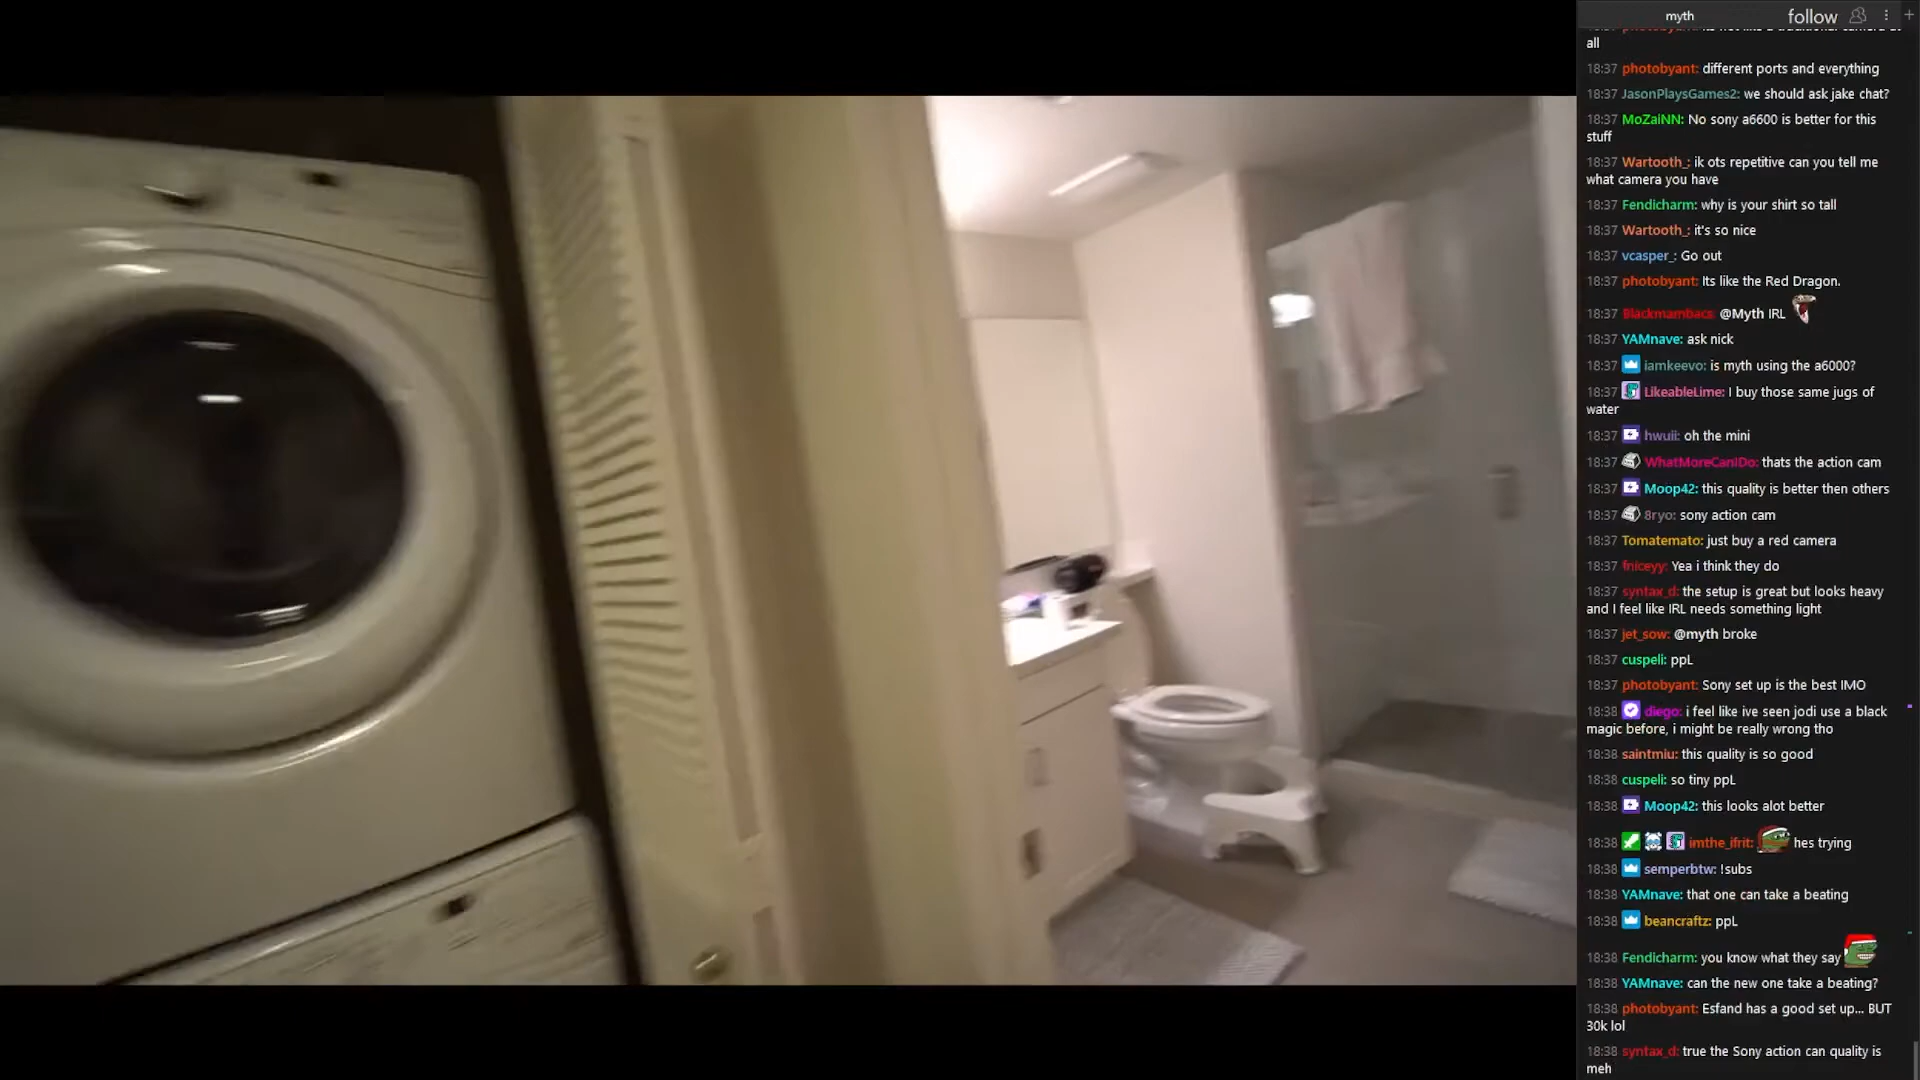 myth
follow
all
18:37 photobyant: different ports and everything
18:37 JasonPlaysGames2: we should ask jake chat?
18:37 MoZaiNN: No sony a6600 is better for this
stuff
18:37 Wartooth_: ik ots repetitive can you tell me
what camera you have
18:37 Fendicharm: why is your shirt so tall
18:37 Wartooth_: it's so nice
18:37 vcasper_: Go out
18:37 photobyant: Its like the Red Dragon.
18:37 Blackmambacs: @Myth IRL
18:37 YAMnave: ask nick
18:37 iamkeevo: is myth using the a6000?
18:37 LikeableLime: I buy those same jugs of
water
18:37 hwuii: oh the mini
18:37 WhatMoreCanIDo: thats the action cam
18:37 Moop42: this quality is better then others
18:37 8ryo: sony action cam
18:37 Tomatemato: just buy a red camera
18:37 fniceyy: Yea i think they do
18:37 syntax_d: the setup is great but looks heavy
and I feel like IRL needs something light
18:37 jet_sow: @myth broke
18:37 cuspeli: ppL
18:37 photobyant: Sony set up is the best IMO
18:38 diego: i feel like ive seen jodi use a black
magic before, i might be really wrong tho
18:38 saintmiu: this quality is so good
18:38 cuspeli: so tiny ppL
18:38 Moop42: this looks alot better
18:38 imthe_ifrit: hes trying
18:38 semperbtw: !subs
18:38 YAMnave: that one can take a beating
18:38 beancraftz: ppL
18:38 Fendicharm: you know what they say
18:38 YAMnave: can the new one take a beating?
18:38 photobyant: Esfand has a good set up... BUT
30k lol
18:38 syntax_d: true the Sony action can quality is
meh